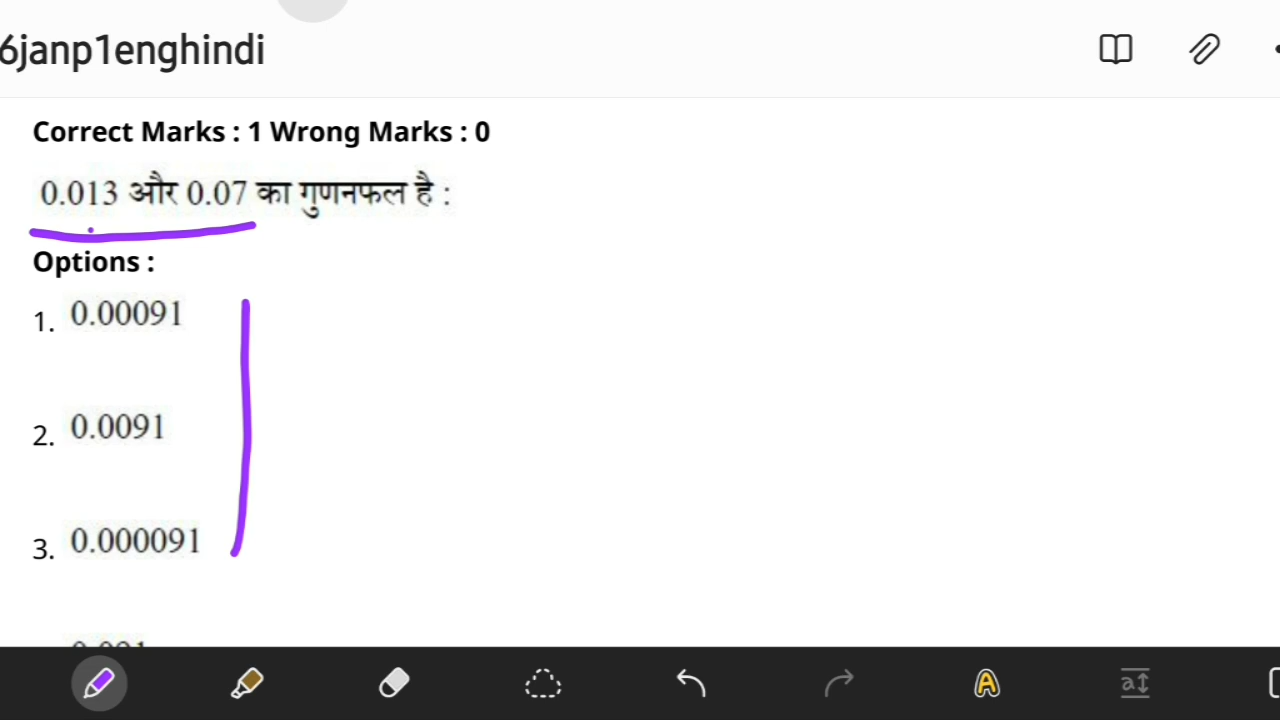 6janp1enghindi
Correct Marks : 1 Wrong Marks : 0
0.013 और 0.07 का गुणनफल है :
Options :
1. 0.00091
2. 0.0091
3. 0.000091